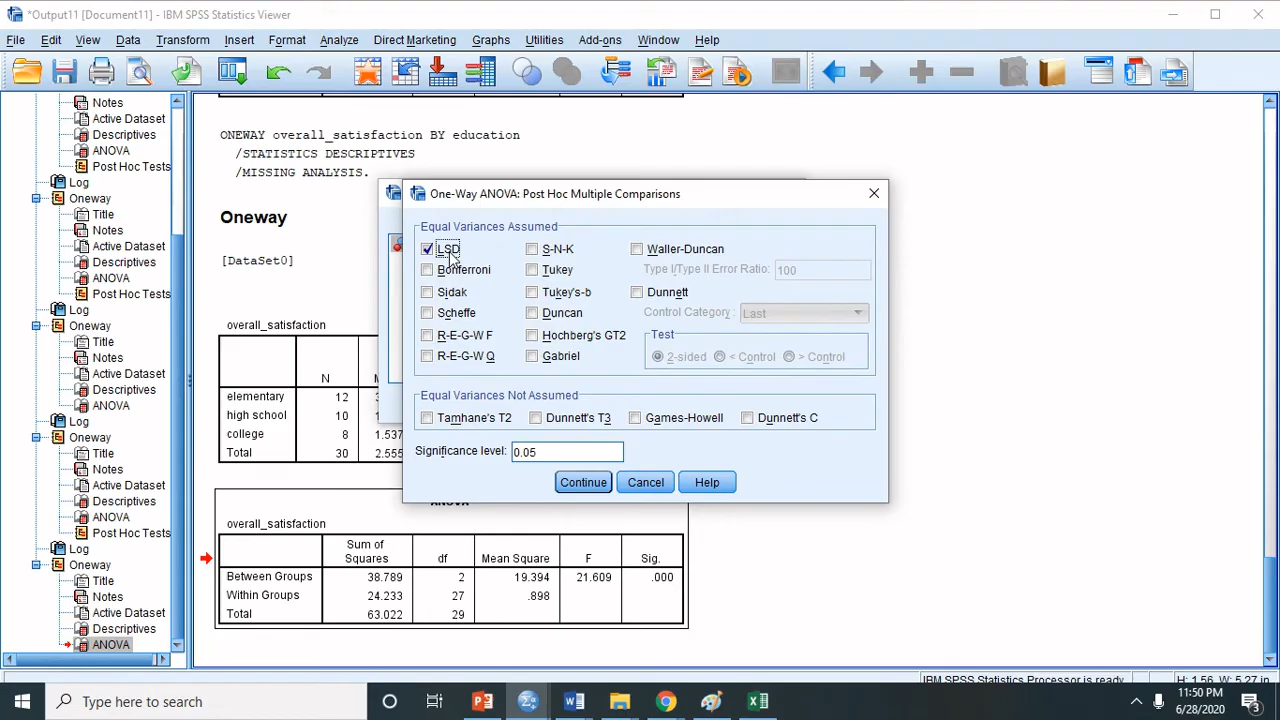 *Output11 [Document11] - IBM SPSS Statistics Viewer
File Edit View Data Transform Insert Format Analyze Direct Marketing Graphs Utilities Add-ons Window Help
Notes
Active Dataset
Descriptives
ANOVA
Post Hoc Tests
Log
Oneway
Title
Notes
Active Dataset
Descriptives
ANOVA
Post Hoc Tests
Log
Oneway
Title
Notes
Active Dataset
Descriptives
ANOVA
Log
Oneway
Title
Notes
Active Dataset
Descriptives
ANOVA
Post Hoc Tests
Log
Oneway
Title
Notes
Active Dataset
Descriptives
ANOVA
ONEWAY overall_satisfaction BY education
/STATISTICS DESCRIPTIVES
/MISSING ANALYSIS.
Oneway
[DataSet0]
overall_satisfaction
N
elementary 12
high school 10
college 8 1.537
Total 30 2.555
One-Way ANOVA: Post Hoc Multiple Comparisons
Equal Variances Assumed
LSD S-N-K Waller-Duncan
Bonferroni Tukey Type I/Type II Error Ratio: 100
Sidak Tukey's-b Dunnett
Scheffe Duncan Control Category: Last
R-E-G-W F Hochberg's GT2 Test
R-E-G-W Q Gabriel 2-sided < Control > Control
Equal Variances Not Assumed
Tamhane's T2 Dunnett's T3 Games-Howell Dunnett's C
Significance level: 0.05
Continue Cancel Help
ANOVA
overall_satisfaction
Sum of Squares df Mean Square F Sig.
Between Groups 38.789 2 19.394 21.609 .000
Within Groups 24.233 27 .898
Total 63.022 29
IBM SPSS Statistics Processor is ready
H: 1.56, W: 5.27 in.
Type here to search
11:50 PM
6/28/2020
3